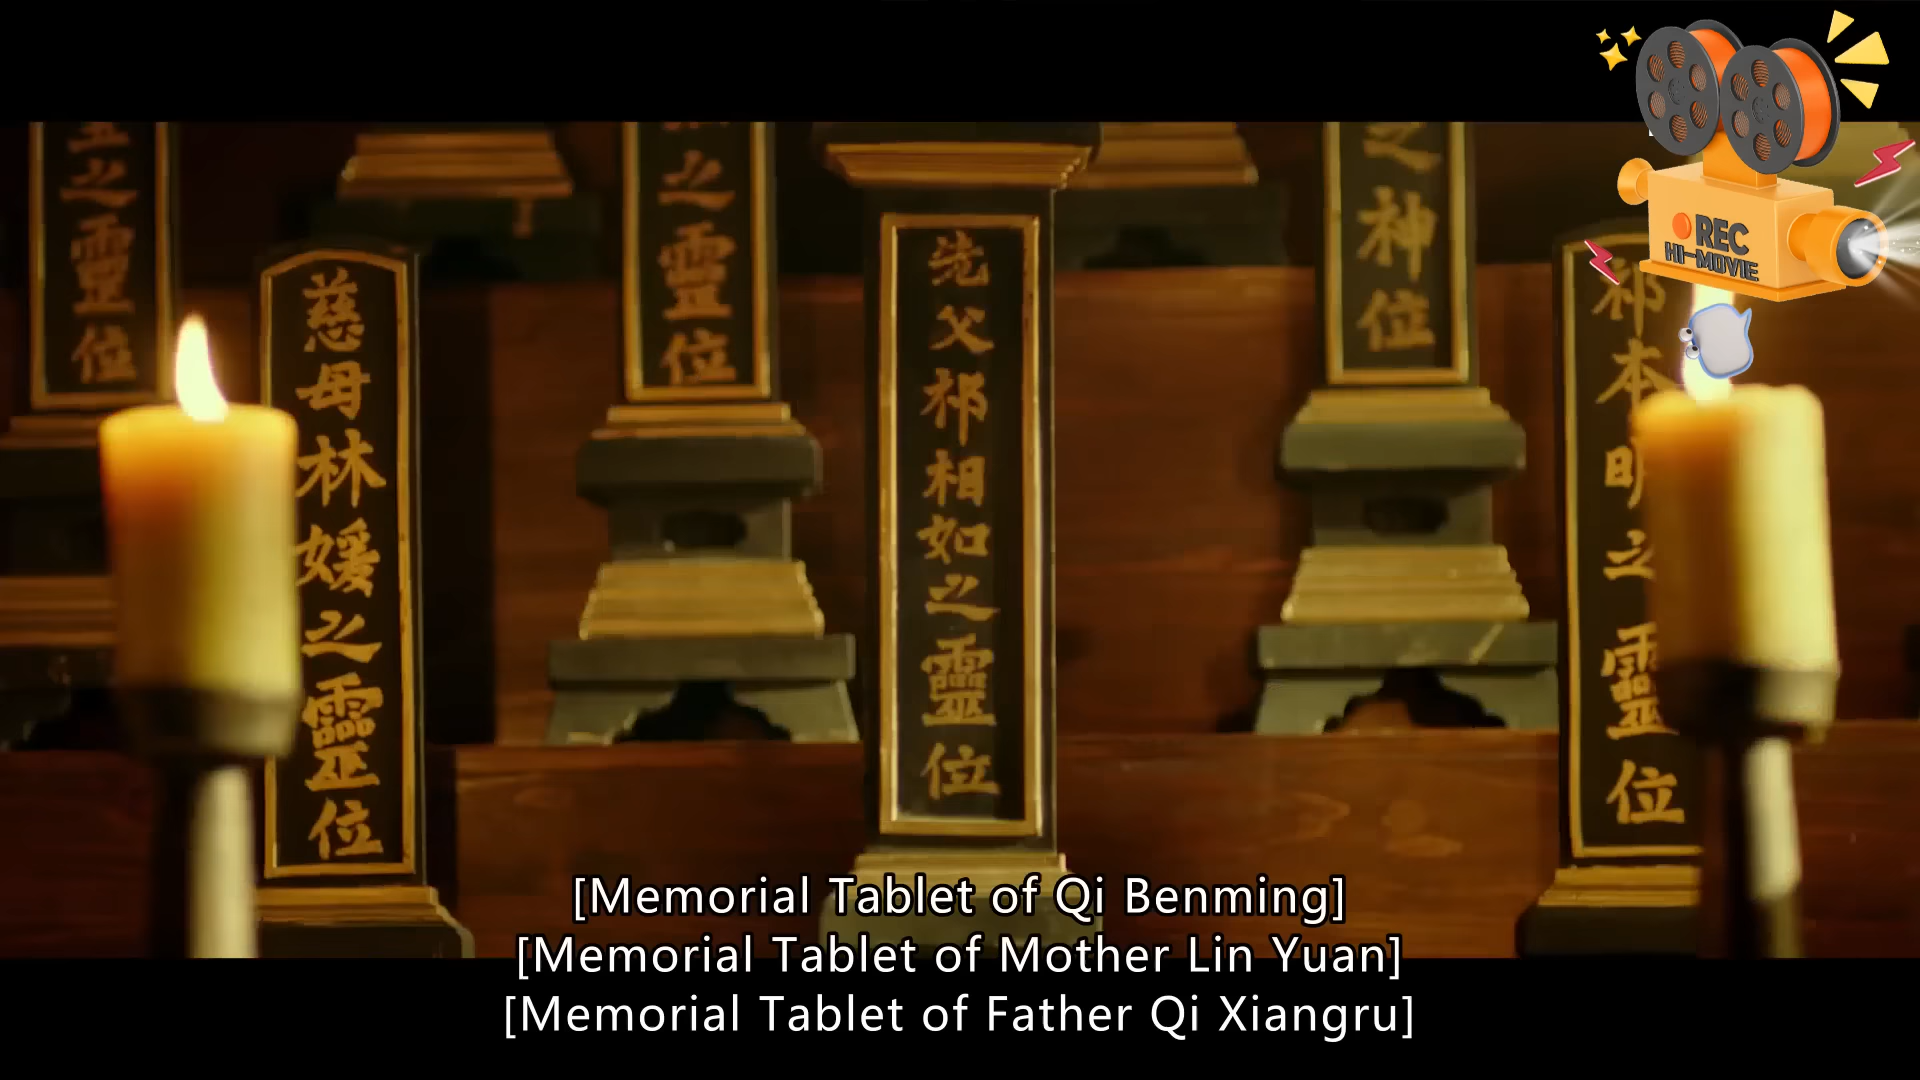 之靈位
慈母林媛之靈位
之靈位
先父祁相如之靈位
之神位
祁本明之靈位
REC
HI-MOVIE
[Memorial Tablet of Qi Benming]
[Memorial Tablet of Mother Lin Yuan]
[Memorial Tablet of Father Qi Xiangru]